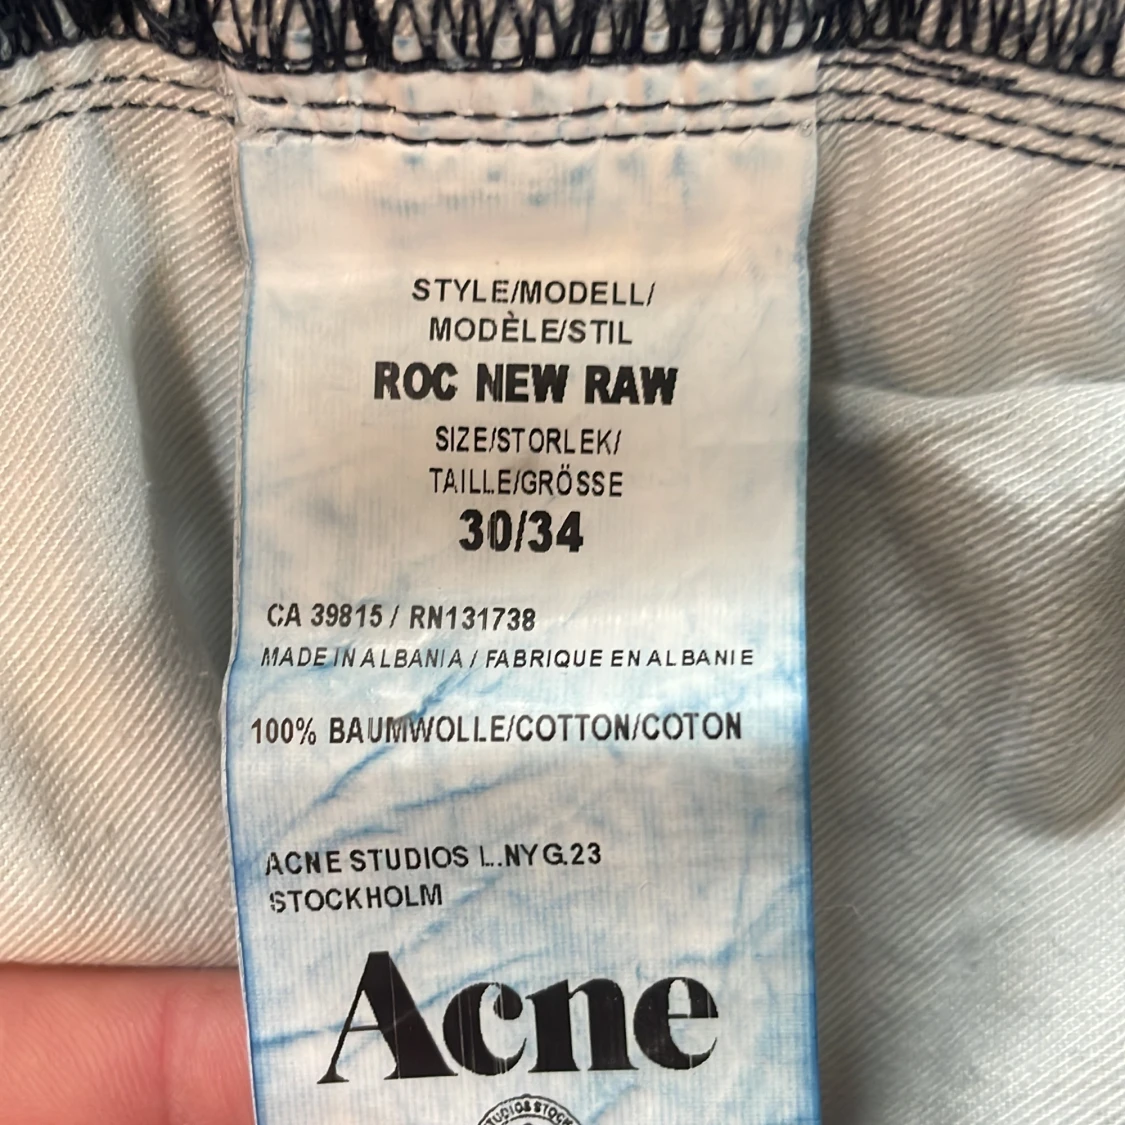 STYLE/MODELL/
MODÈLE/STIL
ROC NEW RAW
SIZE/STORLEK/
TAILLE/GRÖSSE
30/34
CA 39815 / RN131738
MADE IN ALBANIA / FABRIQUE EN ALBANIE
100% BAUMWOLLE/COTTON/COTON
ACNE STUDIOS L.NYG.23
STOCKHOLM
Acne